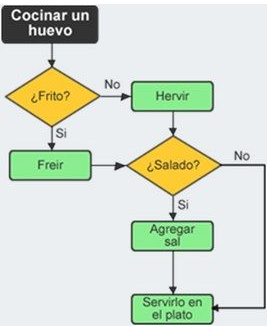 Cocinar un
huevo
¿Frito?
No
Hervir
Si
Freir
¿Salado?
No
Si
Agregar
sal
Servirlo en
el plato